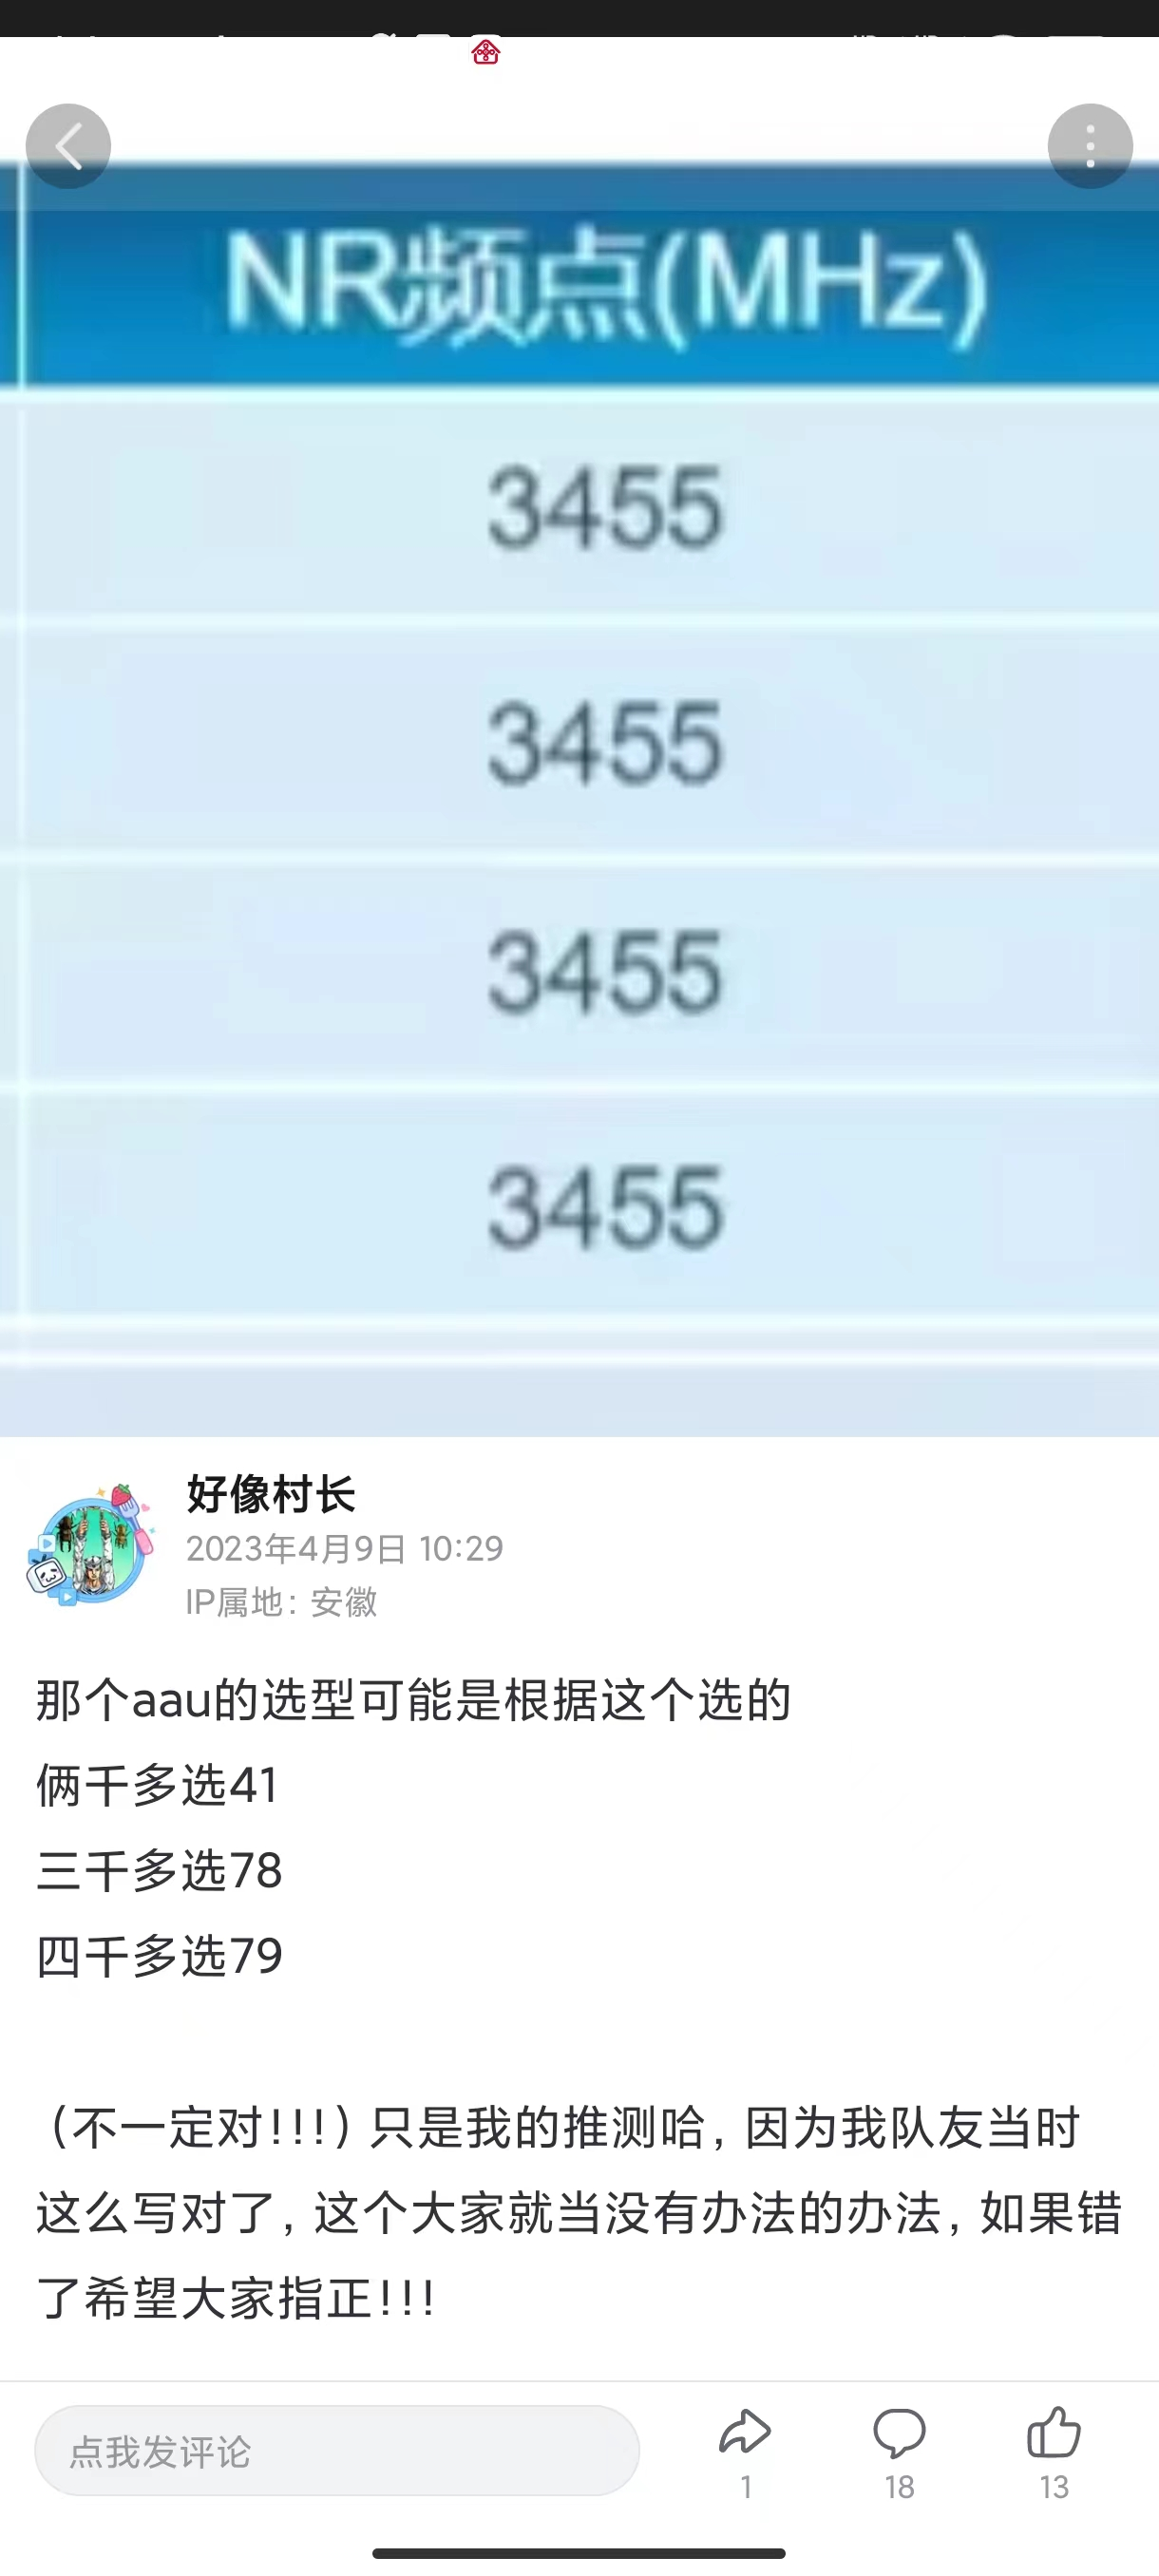 NR频点(MHz)
3455
3455
3455
3455
好像村长
2023年4月9日 10:29
IP属地：安徽
那个aau的选型可能是根据这个选的
俩千多选41
三千多选78
四千多选79
（不一定对!!!）只是我的推测哈，因为我队友当时
这么写对了，这个大家就当没有办法的办法，如果错
了希望大家指正!!!
点我发评论
1
18
13